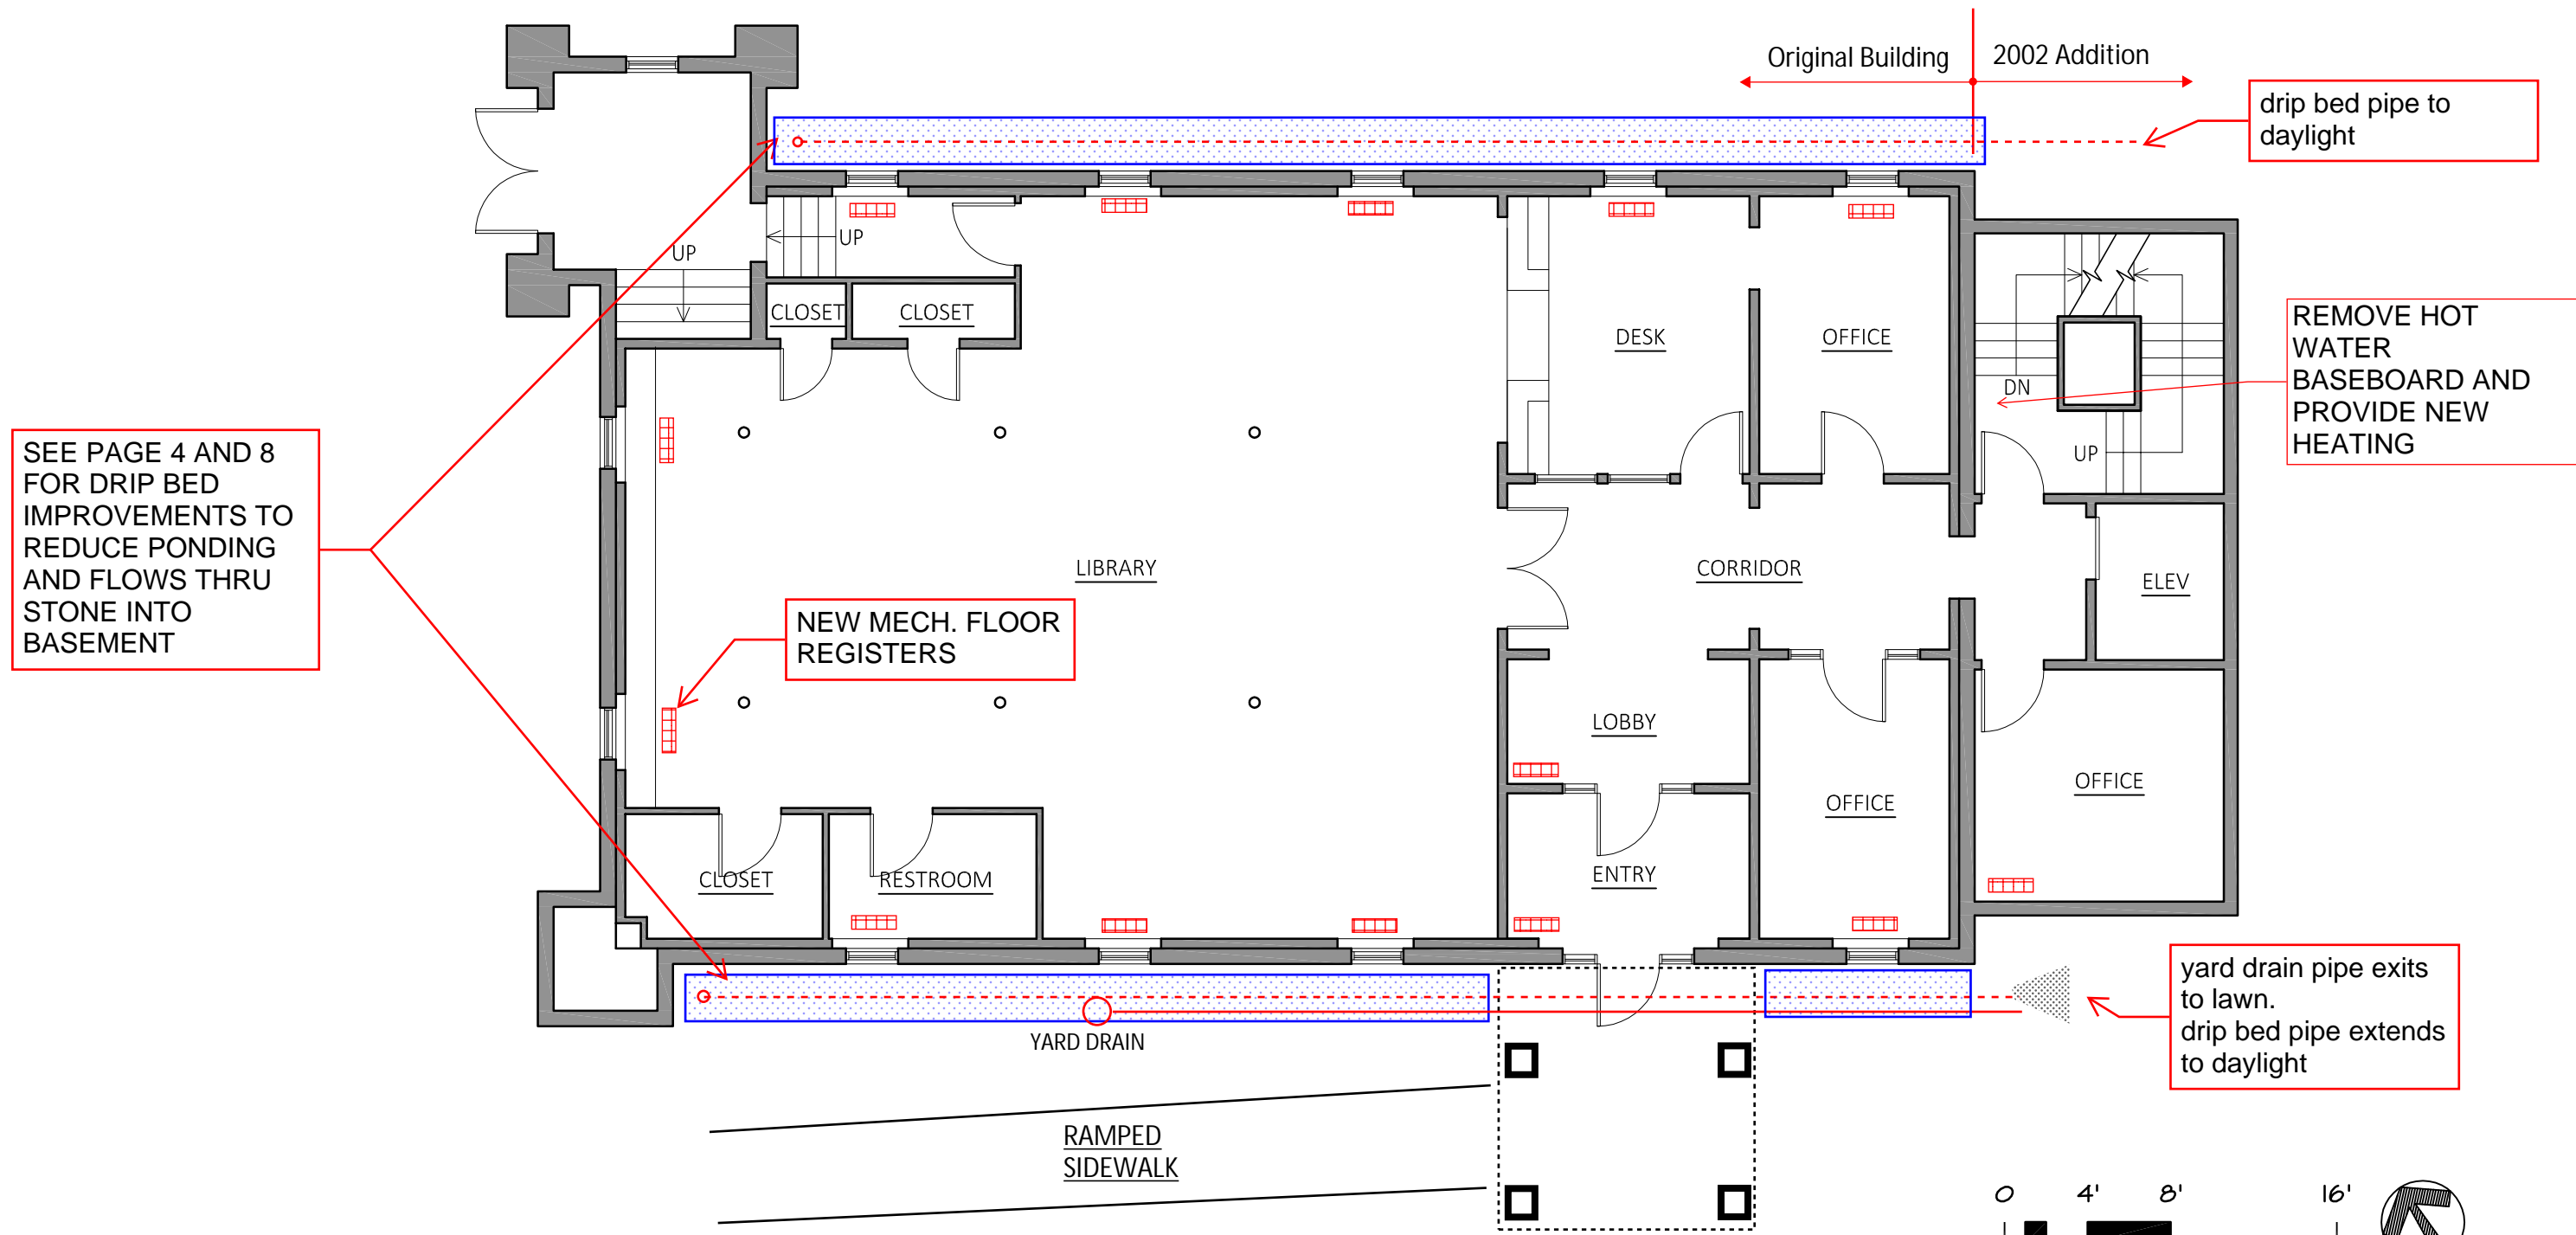 Original Building
2002 Addition
drip bed pipe to
daylight
UP
UP
CLOSET
CLOSET
DESK
OFFICE
DN
UP
REMOVE HOT
WATER
BASEBOARD AND
PROVIDE NEW
HEATING
SEE PAGE 4 AND 8
FOR DRIP BED
IMPROVEMENTS TO
REDUCE PONDING
AND FLOWS THRU
STONE INTO
BASEMENT
LIBRARY
CORRIDOR
ELEV
NEW MECH. FLOOR
REGISTERS
LOBBY
OFFICE
OFFICE
CLOSET
RESTROOM
ENTRY
yard drain pipe exits
to lawn.
drip bed pipe extends
to daylight
YARD DRAIN
RAMPED
SIDEWALK
0 4' 8' 16'